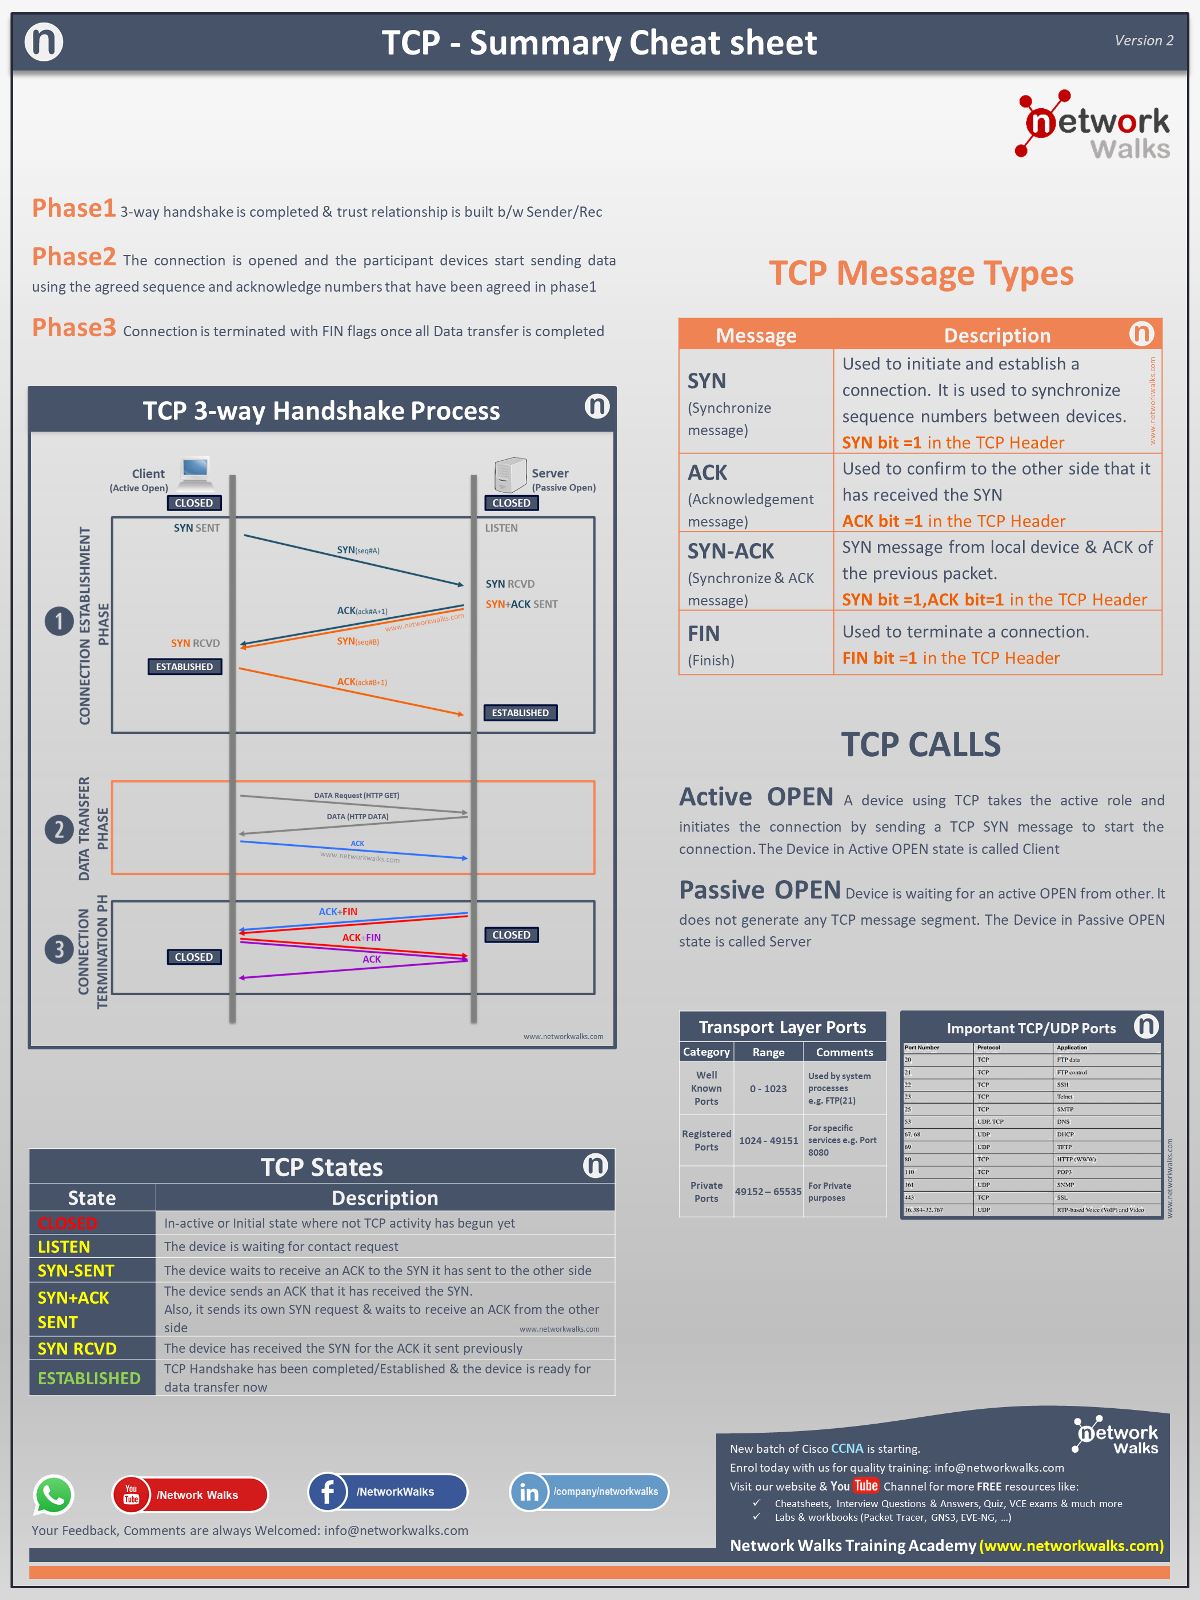 n
TCP - Summary Cheat sheet
Version 2
network
Walks
Phase1 3-way handshake is completed & trust relationship is built b/w Sender/Rec
Phase2 The connection is opened and the participant devices start sending data
using the agreed sequence and acknowledge numbers that have been agreed in phase1
Phase3 Connection is terminated with FIN flags once all Data transfer is completed
TCP 3-way Handshake Process
n
Client
(Active Open)
CLOSED
Server
(Passive Open)
CLOSED
1
CONNECTION ESTABLISHMENT
PHASE
SYN SENT
LISTEN
SYN(seq#A)
SYN RCVD
SYN+ACK SENT
ACK(ack#A+1)
www.networkwalks.com
SYN(seq#B)
SYN RCVD
ESTABLISHED
ACK(ack#B+1)
ESTABLISHED
2
DATA TRANSFER
PHASE
DATA Request (HTTP GET)
DATA (HTTP DATA)
ACK
www.networkwalks.com
3
CONNECTION
TERMINATION PH
ACK+FIN
CLOSED
ACK+FIN
CLOSED
ACK
www.networkwalks.com
TCP States
n
State Description
CLOSED In-active or Initial state where not TCP activity has begun yet
LISTEN The device is waiting for contact request
SYN-SENT The device waits to receive an ACK to the SYN it has sent to the other side
SYN+ACK
SENT
The device sends an ACK that it has received the SYN.
Also, it sends its own SYN request & waits to receive an ACK from the other
side
www.networkwalks.com
SYN RCVD The device has received the SYN for the ACK it sent previously
ESTABLISHED
TCP Handshake has been completed/Established & the device is ready for
data transfer now
TCP Message Types
Message Description
n
SYN
(Synchronize
message)
Used to initiate and establish a
connection. It is used to synchronize
sequence numbers between devices.
SYN bit =1 in the TCP Header
www.networkwalks.com
ACK
(Acknowledgement
message)
Used to confirm to the other side that it
has received the SYN
ACK bit =1 in the TCP Header
SYN-ACK
(Synchronize & ACK
message)
SYN message from local device & ACK of
the previous packet.
SYN bit =1,ACK bit=1 in the TCP Header
FIN
(Finish)
Used to terminate a connection.
FIN bit =1 in the TCP Header
TCP CALLS
Active OPEN A device using TCP takes the active role and
initiates the connection by sending a TCP SYN message to start the
connection. The Device in Active OPEN state is called Client
Passive OPEN Device is waiting for an active OPEN from other. It
does not generate any TCP message segment. The Device in Passive OPEN
state is called Server
Transport Layer Ports
Category Range Comments
Well
Known
Ports
0 - 1023
Used by system
processes
e.g. FTP(21)
Registered
Ports
1024 - 49151
For specific
services e.g. Port
8080
Private
Ports
49152 – 65535
For Private
purposes
Important TCP/UDP Ports
n
Port Number Protocol Application
20 TCP FTP data
21 TCP FTP control
22 TCP SSH
23 TCP Telnet
25 TCP SMTP
53 UDP, TCP DNS
67, 68 UDP DHCP
69 UDP TFTP
80 TCP HTTP (WWW)
110 TCP POP3
161 UDP SNMP
443 TCP SSL
16,384-32,767 UDP RTP-based Voice (VoIP) and Video
www.networkwalks.com
You
Tube
/Network Walks
f
/NetworkWalks
in
/company/networkwalks
Your Feedback, Comments are always Welcomed: info@networkwalks.com
network
Walks
New batch of Cisco CCNA is starting.
Enrol today with us for quality training: info@networkwalks.com
Visit our website & You Tube Channel for more FREE resources like:
✓ Cheatsheets, Interview Questions & Answers, Quiz, VCE exams & much more
✓ Labs & workbooks (Packet Tracer, GNS3, EVE-NG, ...)
Network Walks Training Academy (www.networkwalks.com)